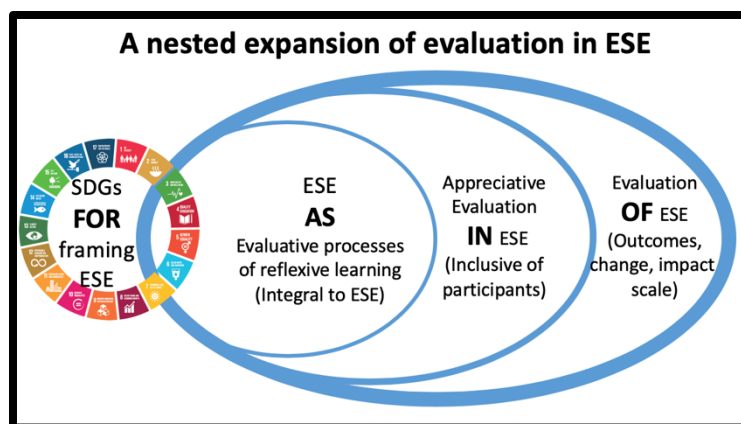 A nested expansion of evaluation in ESE
SDGs
FOR
framing
ESE
ESE
AS
Evaluative processes
of reflexive learning
(Integral to ESE)
Appreciative
Evaluation
IN ESE
(Inclusive of
participants)
Evaluation
OF ESE
(Outcomes,
change, impact
scale)